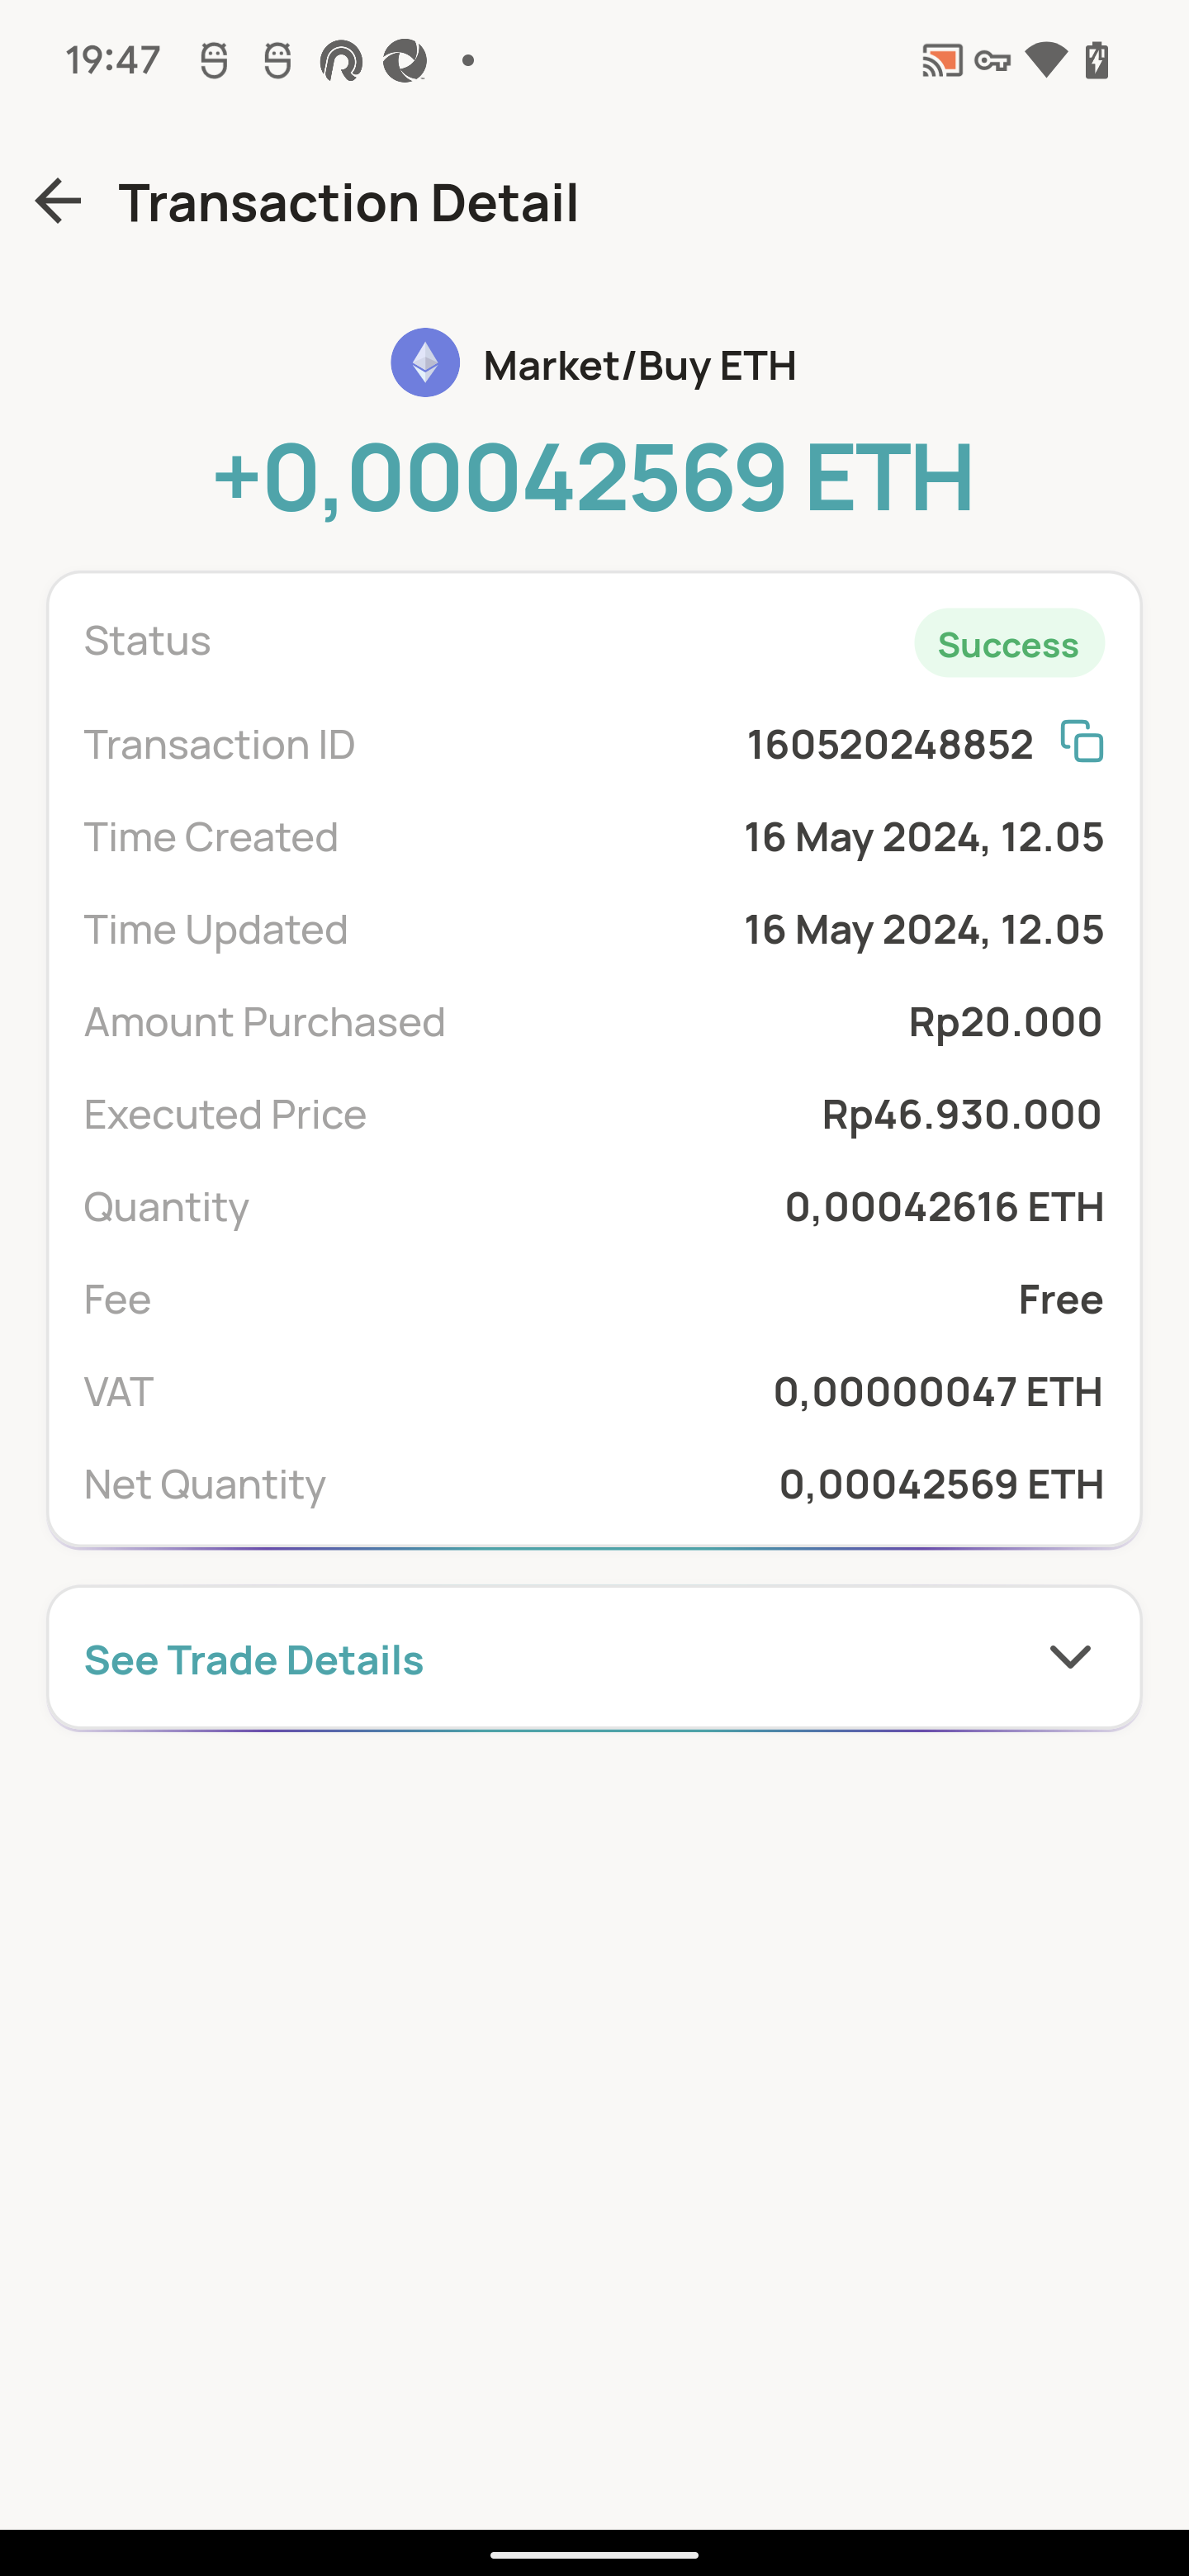 19:47
Transaction Detail
Market/Buy ETH
+0,00042569 ETH
Status Success
Transaction ID 160520248852
Time Created 16 May 2024, 12.05
Time Updated 16 May 2024, 12.05
Amount Purchased Rp20.000
Executed Price Rp46.930.000
Quantity 0,00042616 ETH
Fee Free
VAT 0,00000047 ETH
Net Quantity 0,00042569 ETH
See Trade Details